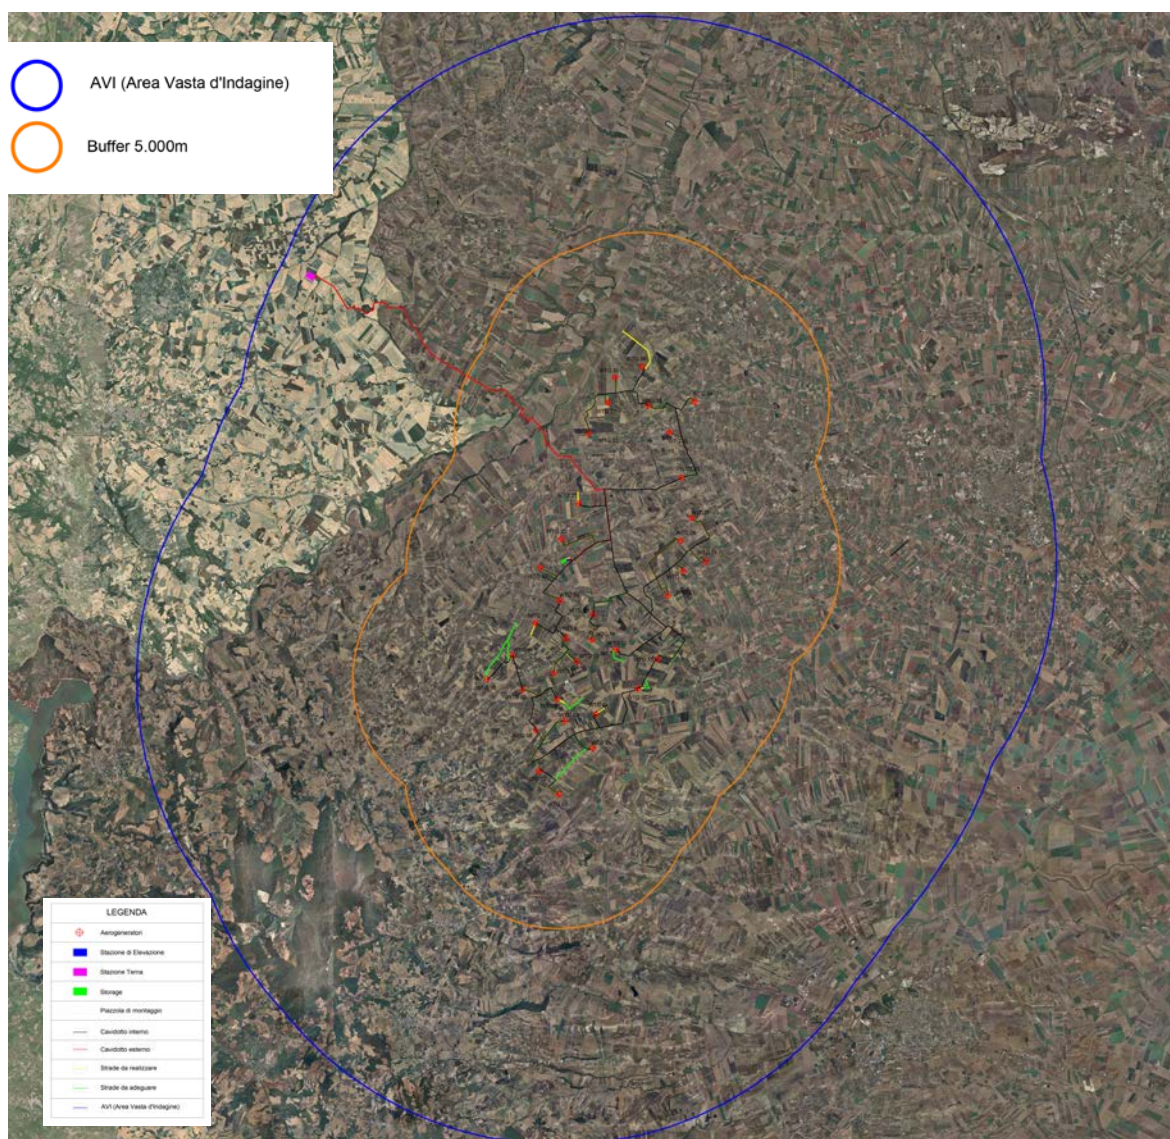 AVI (Area Vasta d'Indagine)
Buffer 5.000m
LEGENDA
Aerogeneratori
Stazione di Elevazione
Stazione Terna
Storage
Piazzola di montaggio
Cavidotto interno
Cavidotto esterno
Strade da realizzare
Strade da adeguare
AVI (Area Vasta d'Indagine)